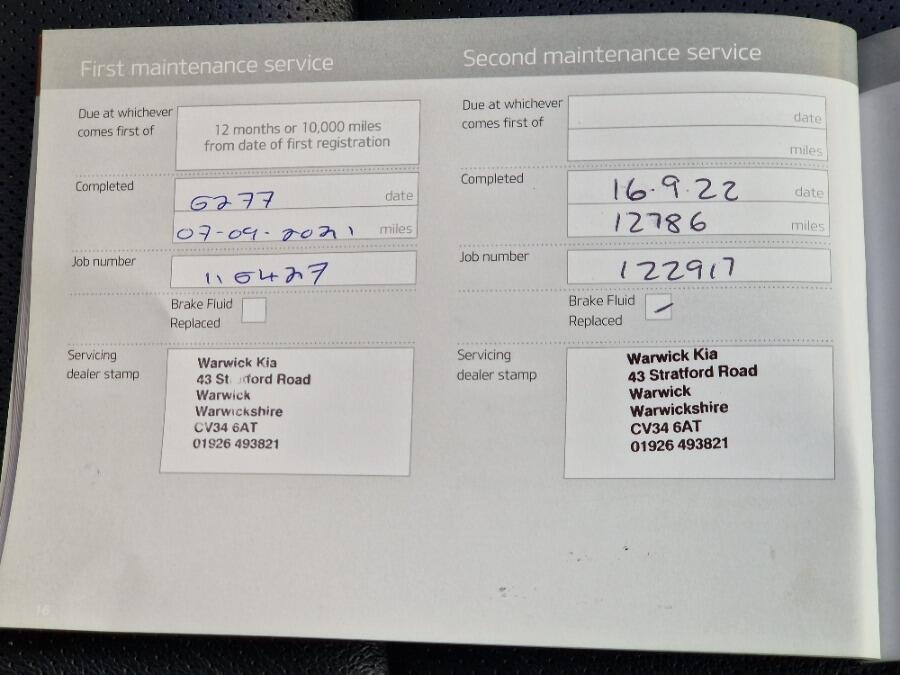 First maintenance service
Due at whichever
comes first of
12 months or 10,000 miles
from date of first registration
Completed
6277
date
07-09-2021
miles
Job number
116427
Brake Fluid
Replaced
Servicing
dealer stamp
Warwick Kia
43 Stratford Road
Warwick
Warwickshire
CV34 6AT
01926 493821
16
Second maintenance service
Due at whichever
comes first of
date
miles
Completed
16.9.22
date
12786
miles
Job number
122917
Brake Fluid
Replaced
Servicing
dealer stamp
Warwick Kia
43 Stratford Road
Warwick
Warwickshire
CV34 6AT
01926 493821